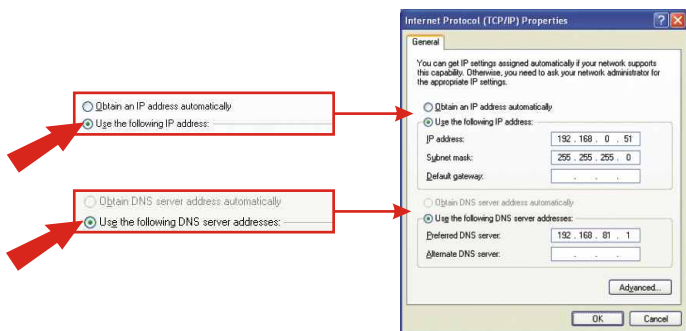 Obtain an IP address automatically
Use the following IP address:
Obtain DNS server address automatically
Use the following DNS server addresses:
Internet Protocol (TCP/IP) Properties
General
You can get IP settings assigned automatically if your network supports
this capability. Otherwise, you need to ask your network administrator for
the appropriate IP settings.
Obtain an IP address automatically
Use the following IP address:
IP address: 192 . 168 . 0 . 51
Subnet mask: 255 . 255 . 255 . 0
Default gateway: . . .
Obtain DNS server address automatically
Use the following DNS server addresses:
Preferred DNS server: 192 . 168 . 81 . 1
Alternate DNS server: . . .
Advanced...
OK Cancel